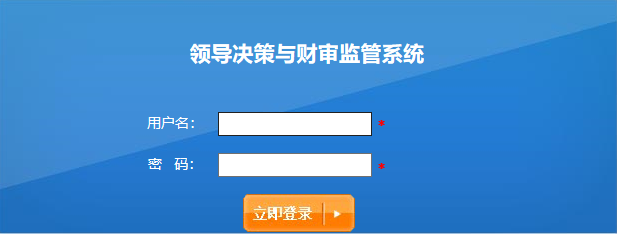 领导决策与财审监管系统
用户名： *
密 码： *
立即登录